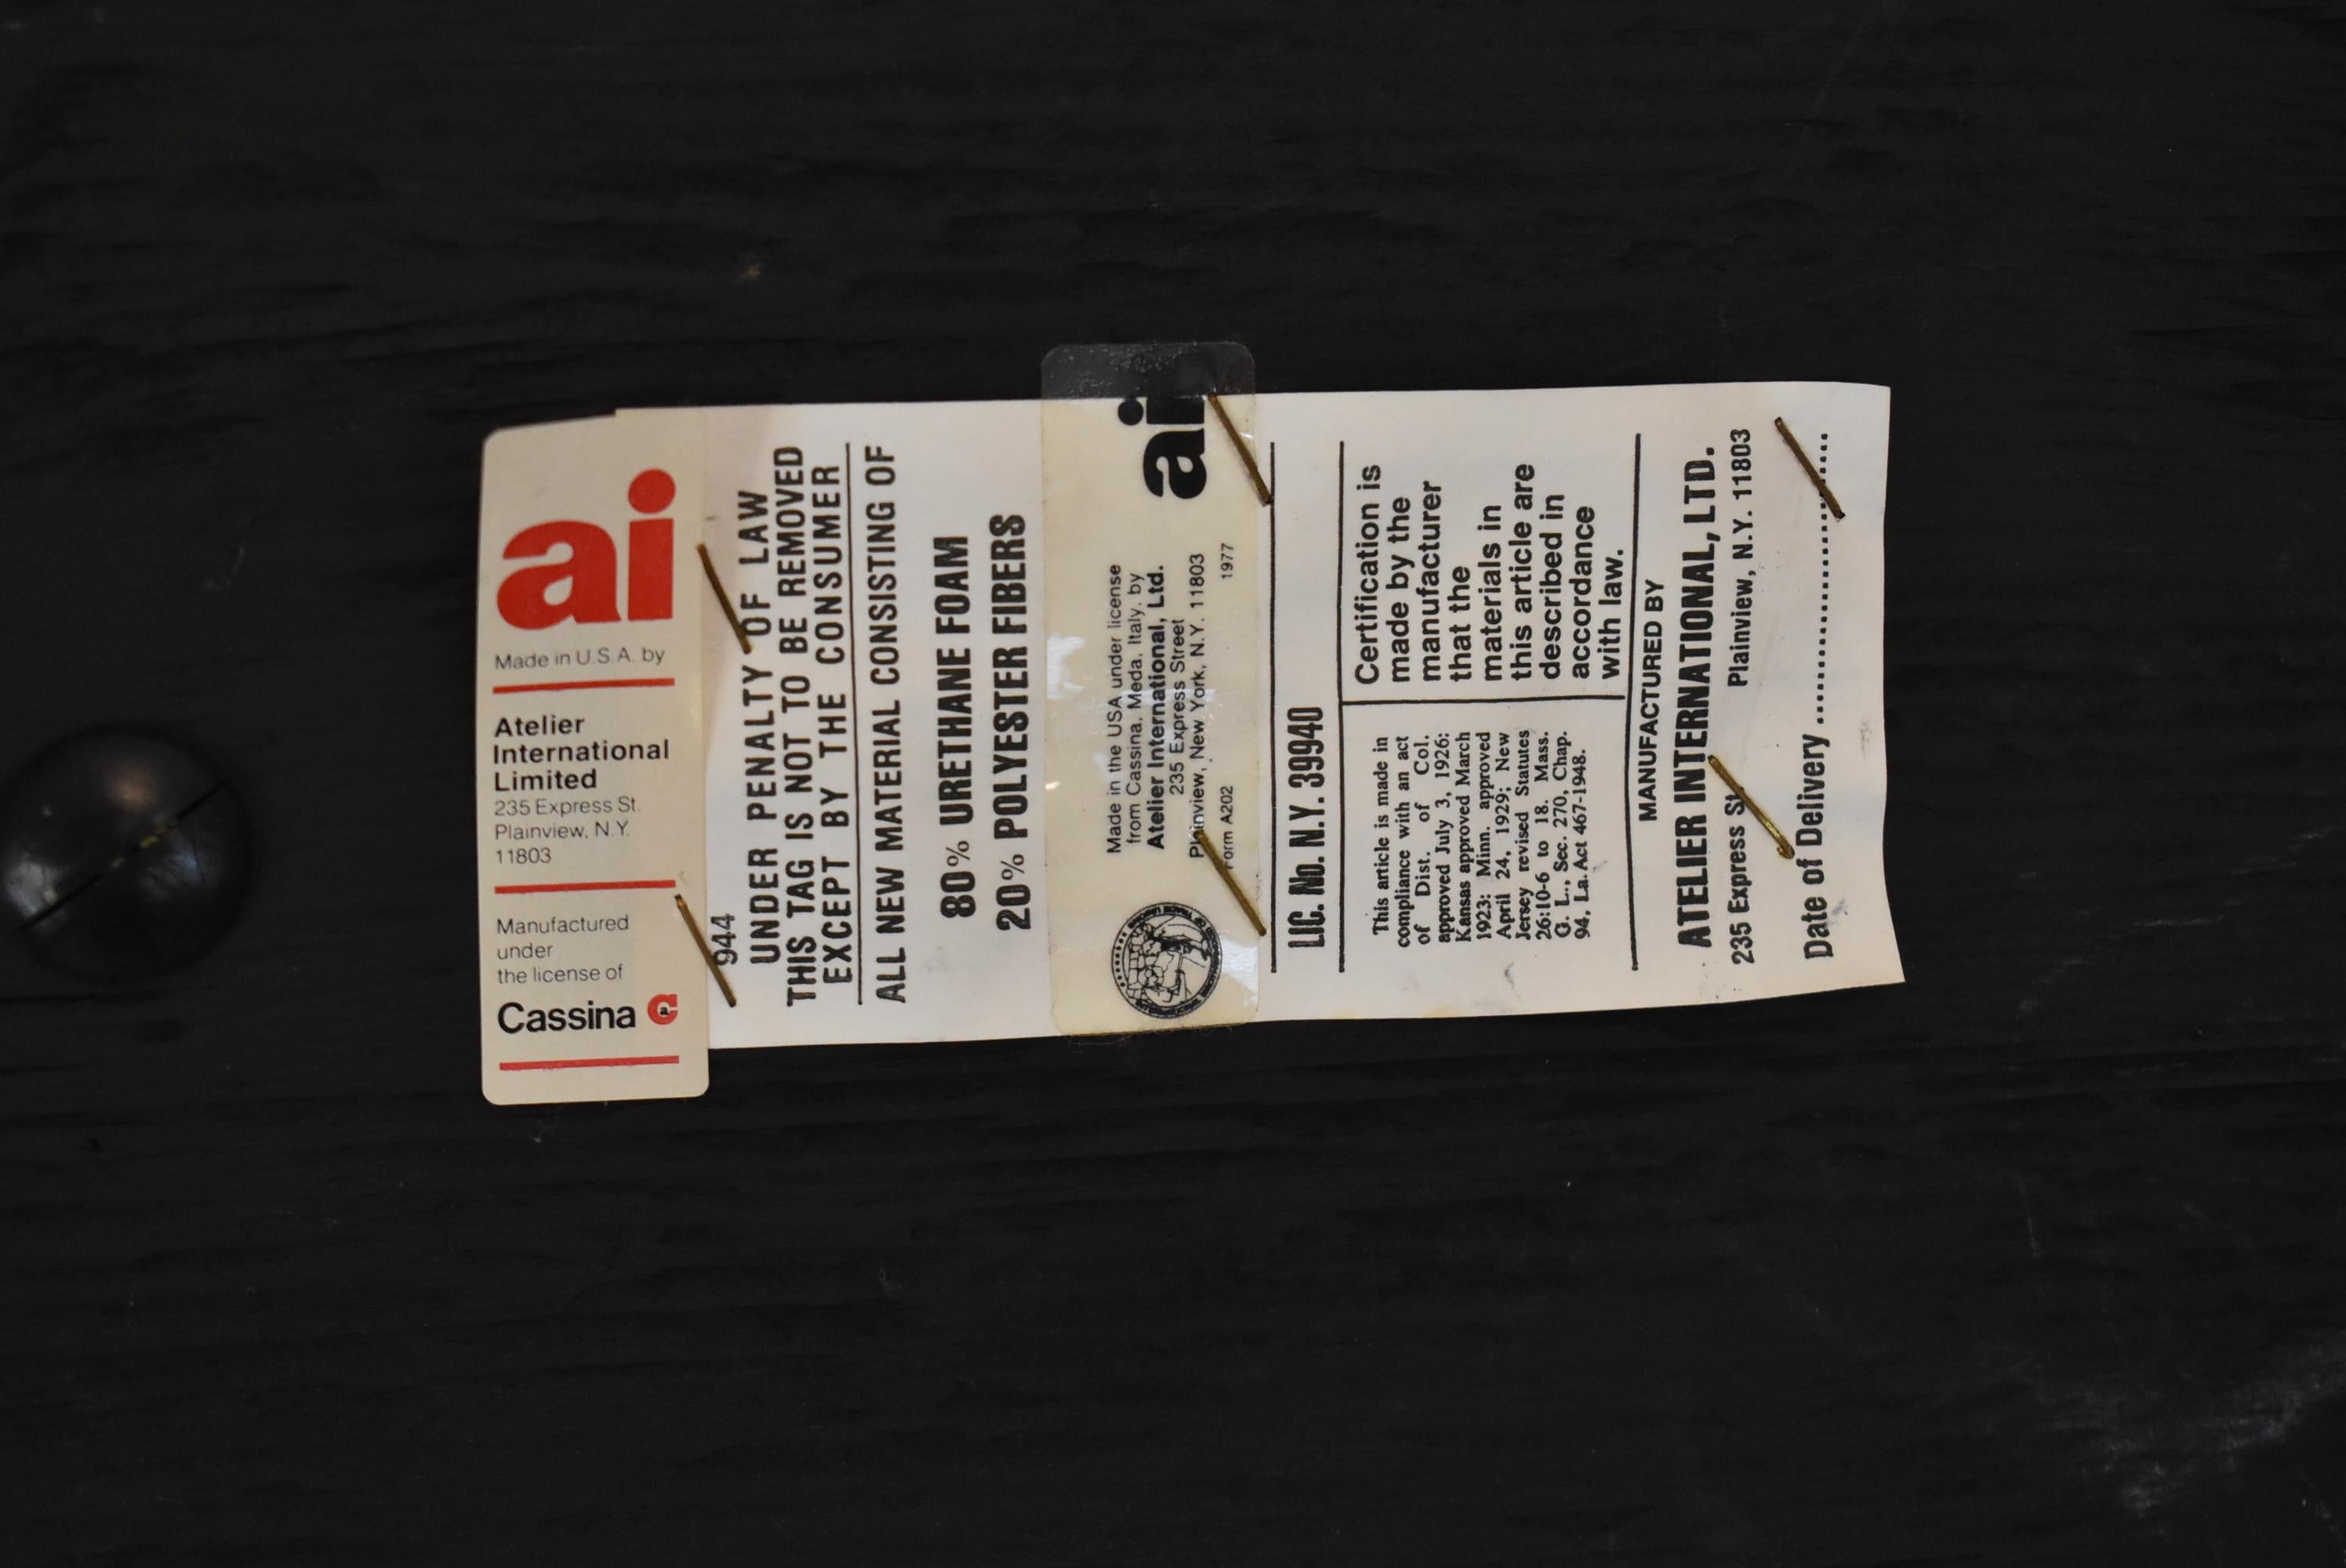 ai
Made in U.S.A. by
Atelier
International
Limited
235 Express St.
Plainview, N.Y.
11803
Manufactured
under
the license of
Cassina
944
UNDER PENALTY OF LAW
THIS TAG IS NOT TO BE REMOVED
EXCEPT BY THE CONSUMER
ALL NEW MATERIAL CONSISTING OF
80% URETHANE FOAM
20% POLYESTER FIBERS
Made in the USA under license
from Cassina, Meda, Italy, by
Atelier International, Ltd.
235 Express Street
Plainview, New York, N.Y. 11803
Form A202 1977
ai
LIC. No. N.Y. 39940
This article is made in
compliance with an act
of Dist. of Col.
approved July 3, 1926;
Kansas approved March
1923; Minn. approved
April 24, 1929; New
Jersey revised Statutes
26:10-6 to 18. Mass.
G. L., Sec. 270, Chap.
94, La. Act 467-1948.
Certification is
made by the
manufacturer
that the
materials in
this article are
described in
accordance
with law.
MANUFACTURED BY
ATELIER INTERNATIONAL, LTD.
235 Express St. Plainview, N.Y. 11803
Date of Delivery